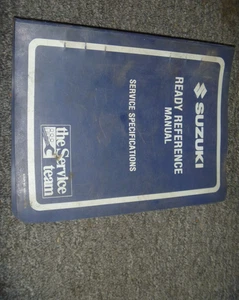 SUZUKI
READY REFERENCE
MANUAL
SERVICE SPECIFICATIONS
the Service
team